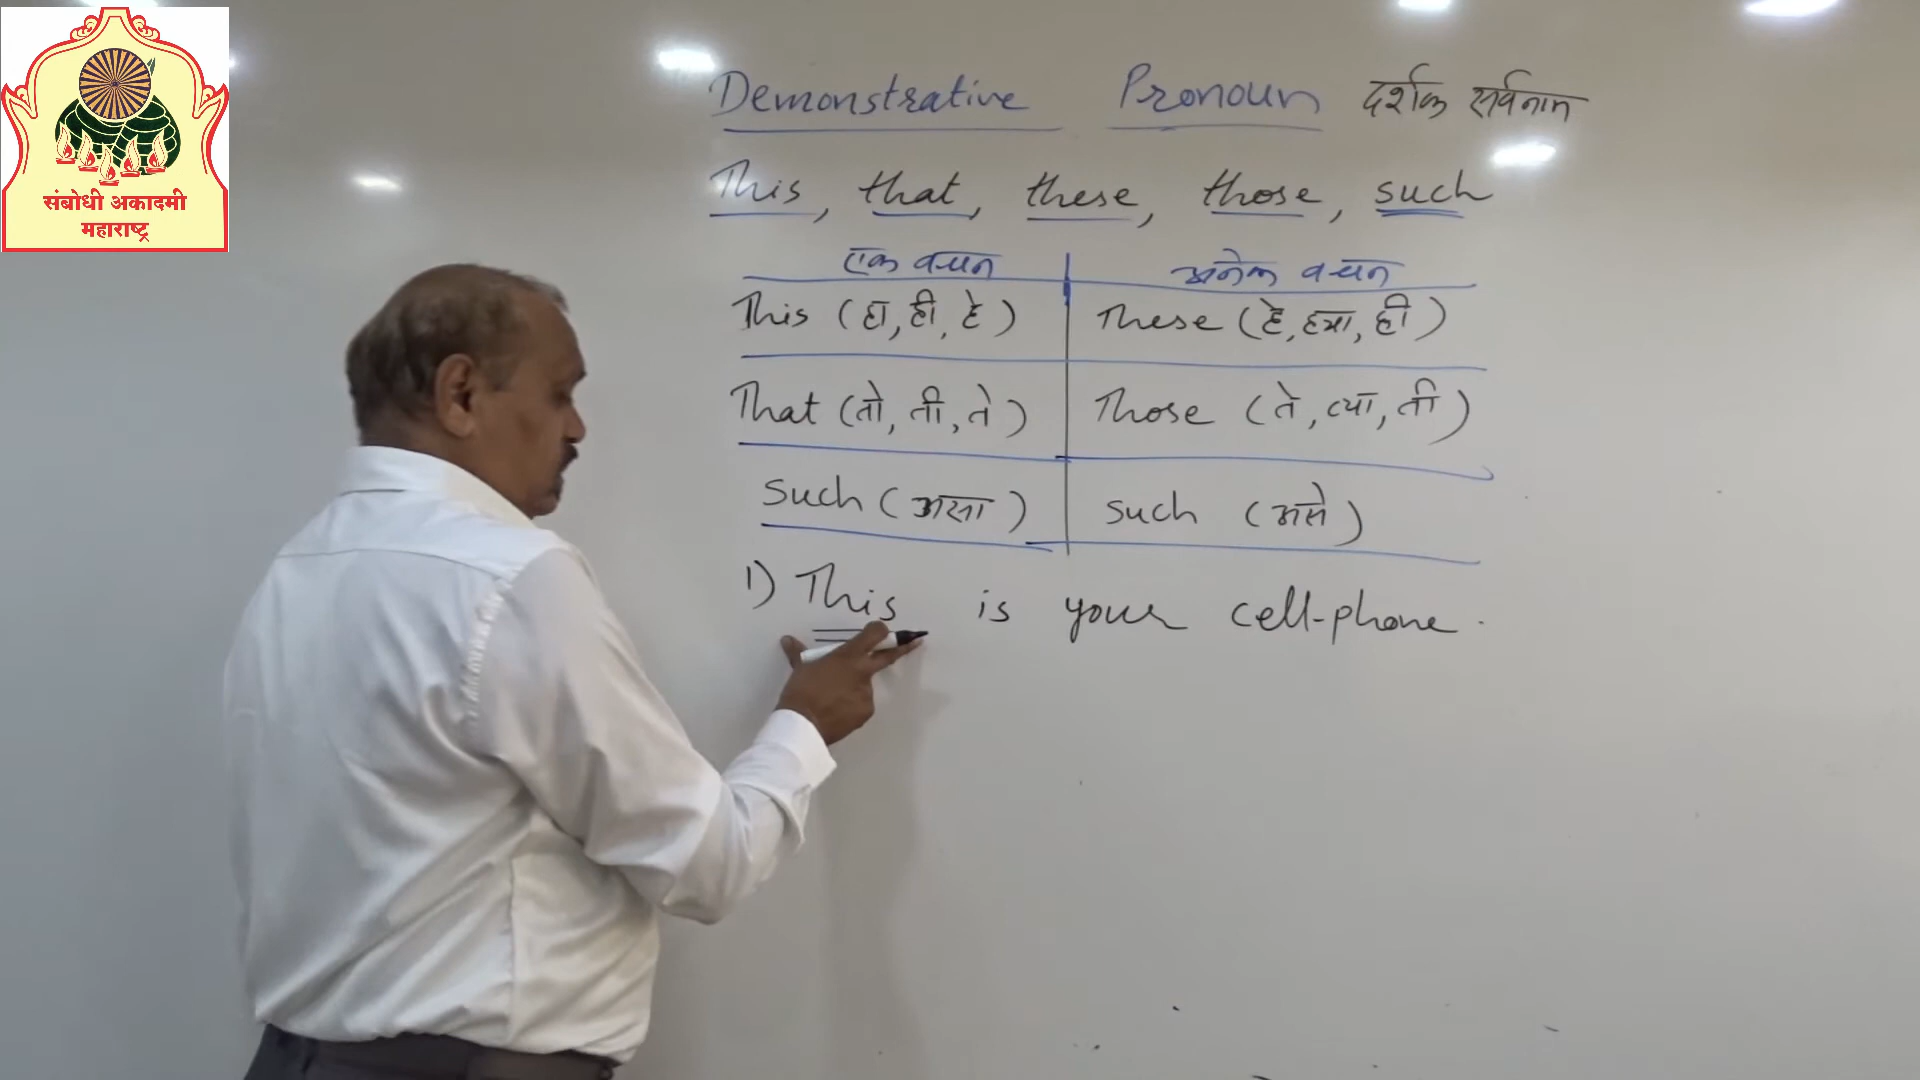 संबोधी अकादमी
महाराष्ट्र
Demonstrative Pronoun दर्शक सर्वनाम
This, that, these, those, such
एक वचन अनेक वचन
This (हा, ही, हे) These (हे, ह्या, ही)
That (तो, ती, ते) Those (ते, त्या, ती)
Such (असा) such (असे)
1) This is your cell-phone.